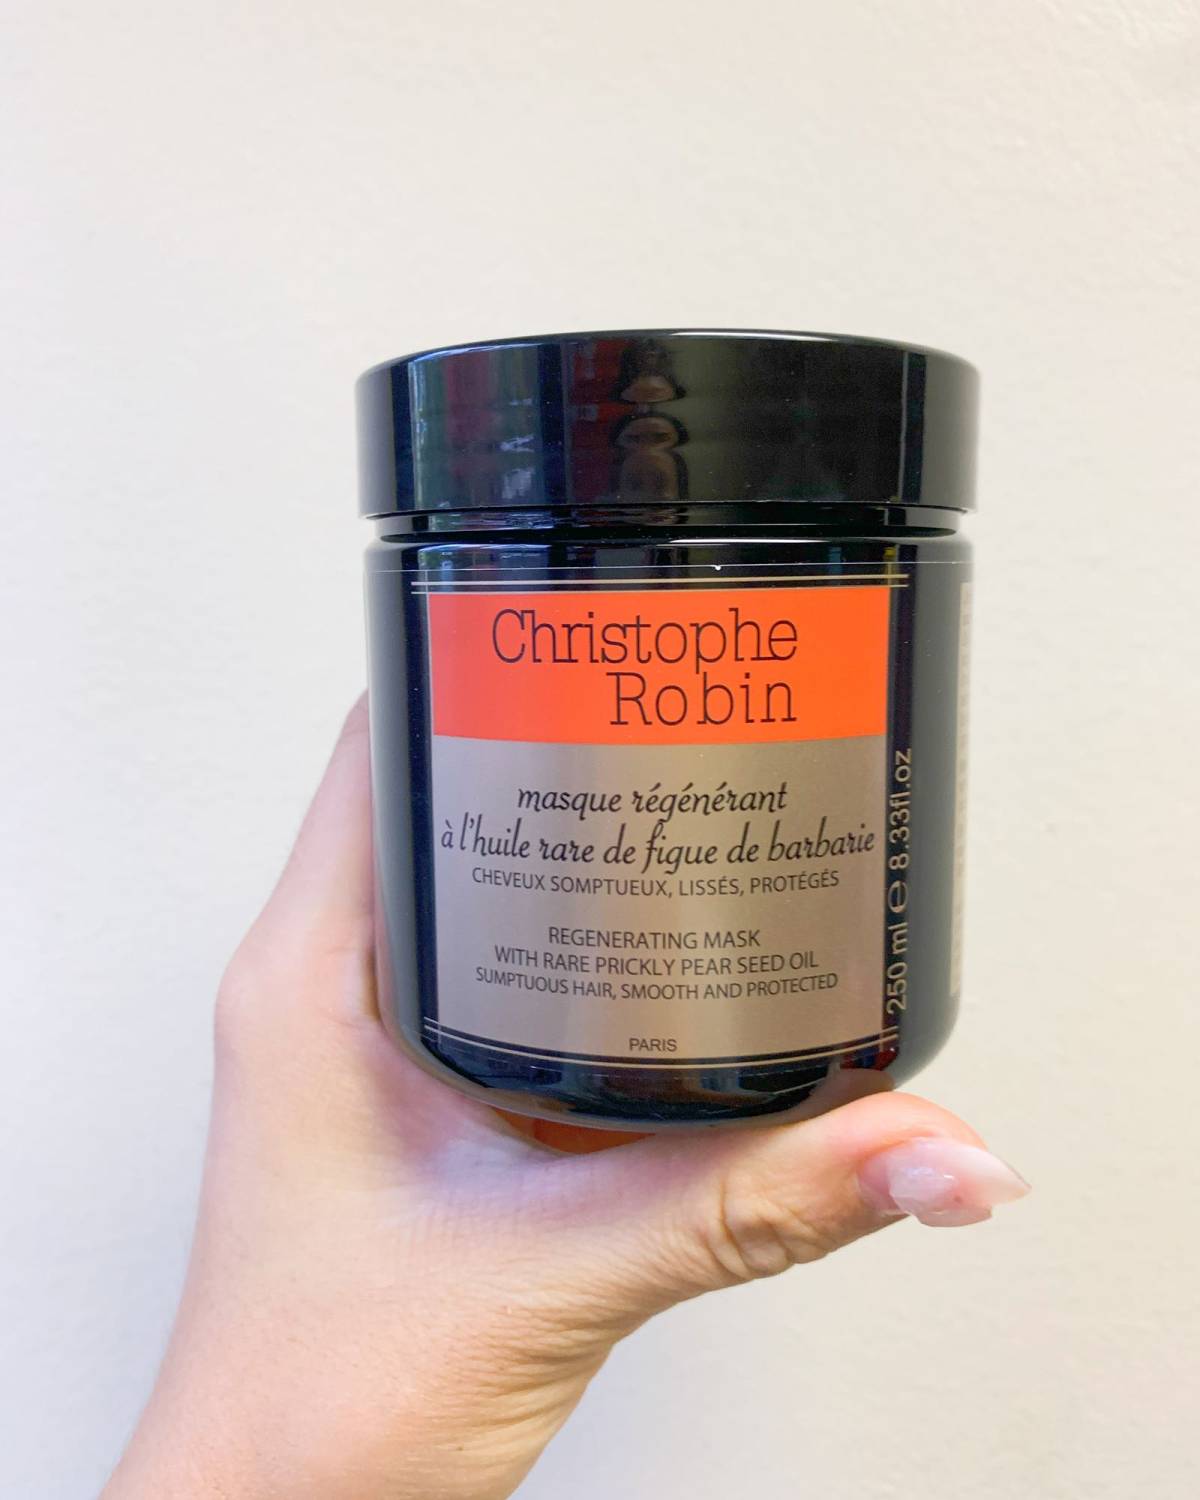 Christophe
Robin
masque régénérant
à l'huile rare de figue de barbarie
CHEVEUX SOMPTUEUX, LISSÉS, PROTÉGÉS
REGENERATING MASK
WITH RARE PRICKLY PEAR SEED OIL
SUMPTUOUS HAIR, SMOOTH AND PROTECTED
PARIS
250 ml ℮ 8.33fl.oz